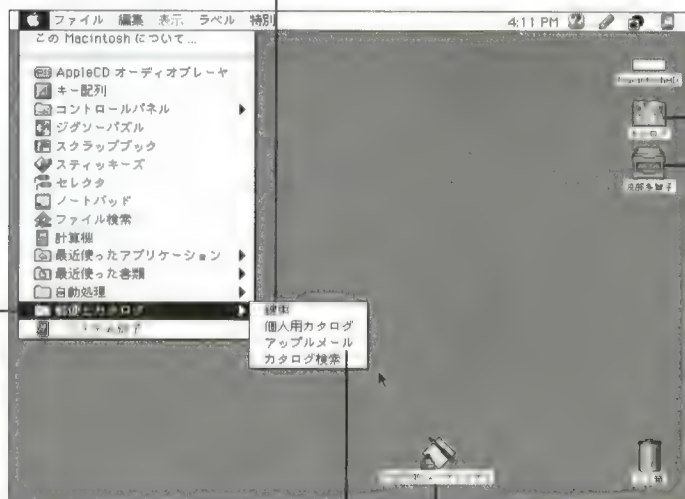 ファイル 編集 表示 ラベル 特別 4:11 PM
この Macintosh について...
AppleCD オーディオプレーヤ
キー配列
コントロールパネル
ジグソーパズル
スクラップブック
スティッキーズ
セレクタ
ノートパッド
ファイル検索
計算機
最近使ったアプリケーション
最近使った書類
自動処理
カタログ
個人用カタログ
アップルメール
カタログ検索